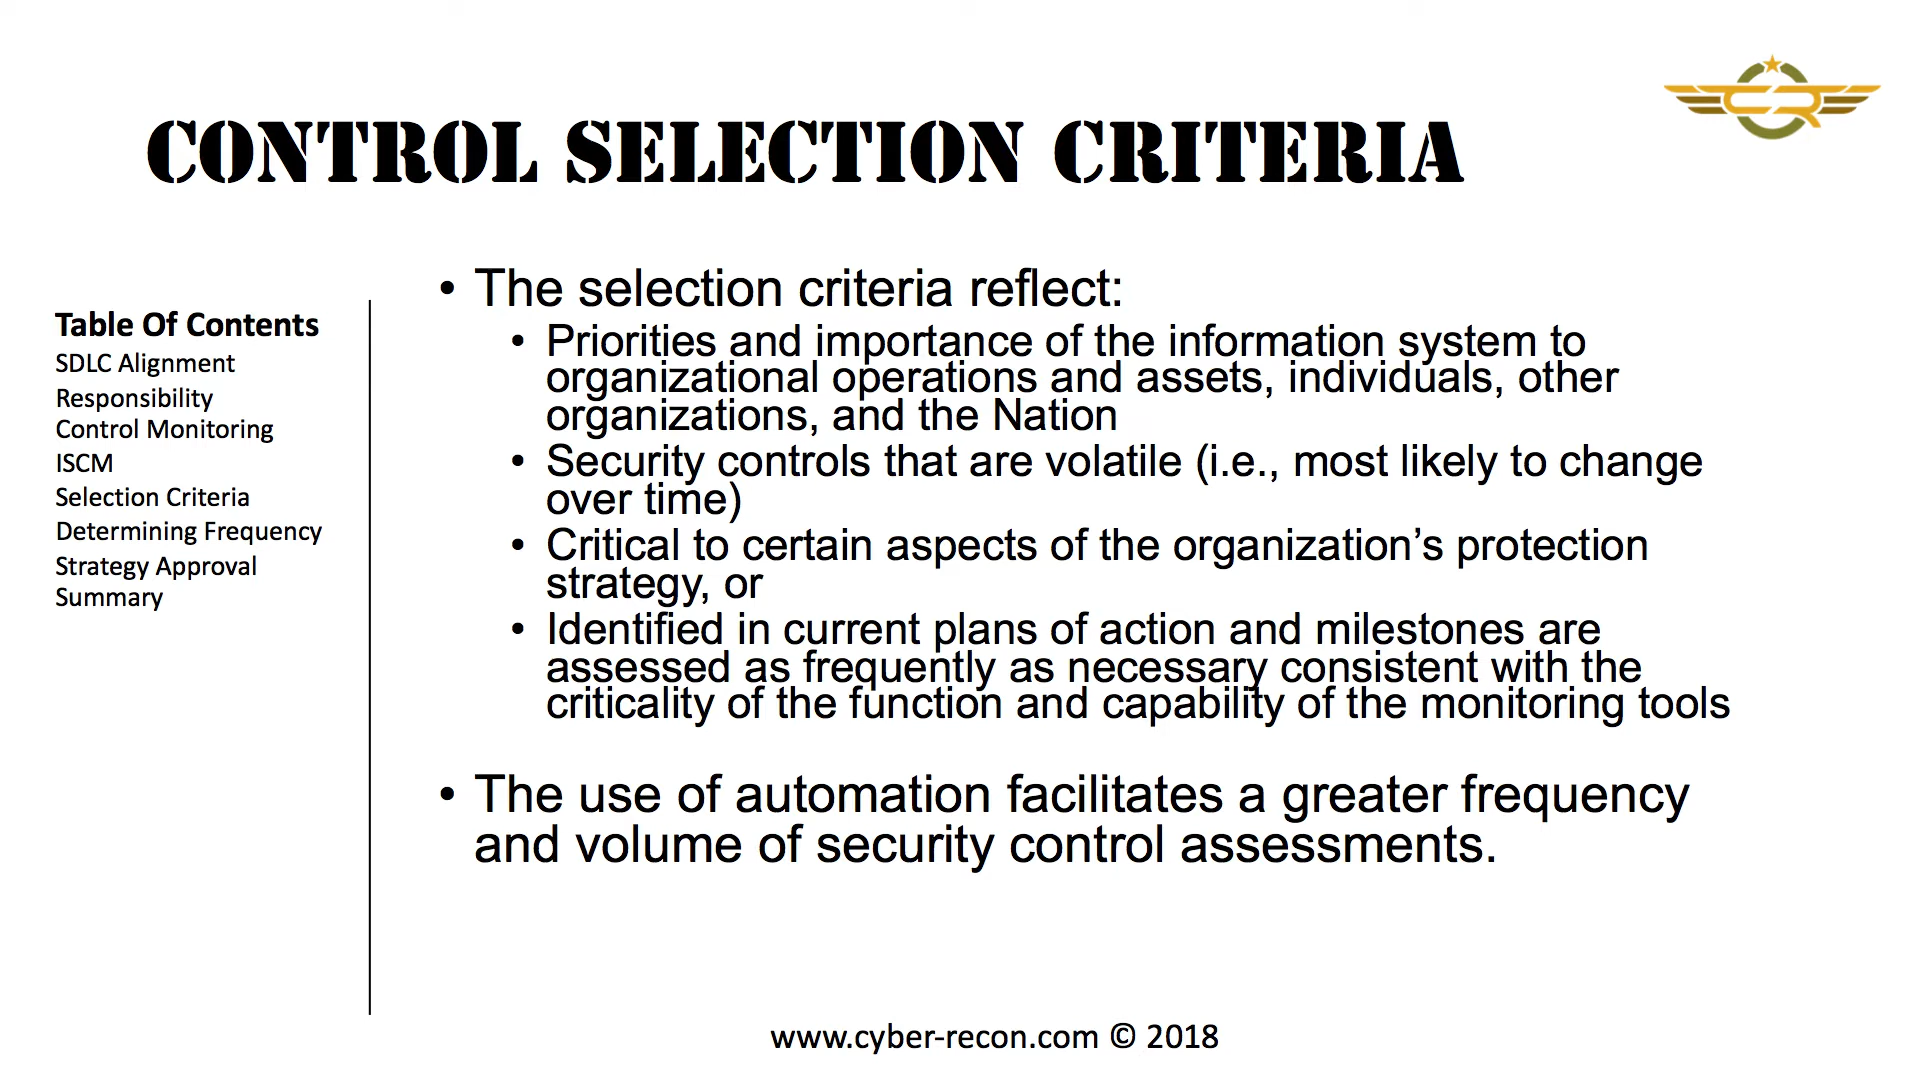 CONTROL SELECTION CRITERIA
CR
Table Of Contents
SDLC Alignment
Responsibility
Control Monitoring
ISCM
Selection Criteria
Determining Frequency
Strategy Approval
Summary
• The selection criteria reflect:
• Priorities and importance of the information system to
organizational operations and assets, individuals, other
organizations, and the Nation
• Security controls that are volatile (i.e., most likely to change
over time)
• Critical to certain aspects of the organization’s protection
strategy, or
• Identified in current plans of action and milestones are
assessed as frequently as necessary consistent with the
criticality of the function and capability of the monitoring tools
• The use of automation facilitates a greater frequency
and volume of security control assessments.
www.cyber-recon.com © 2018